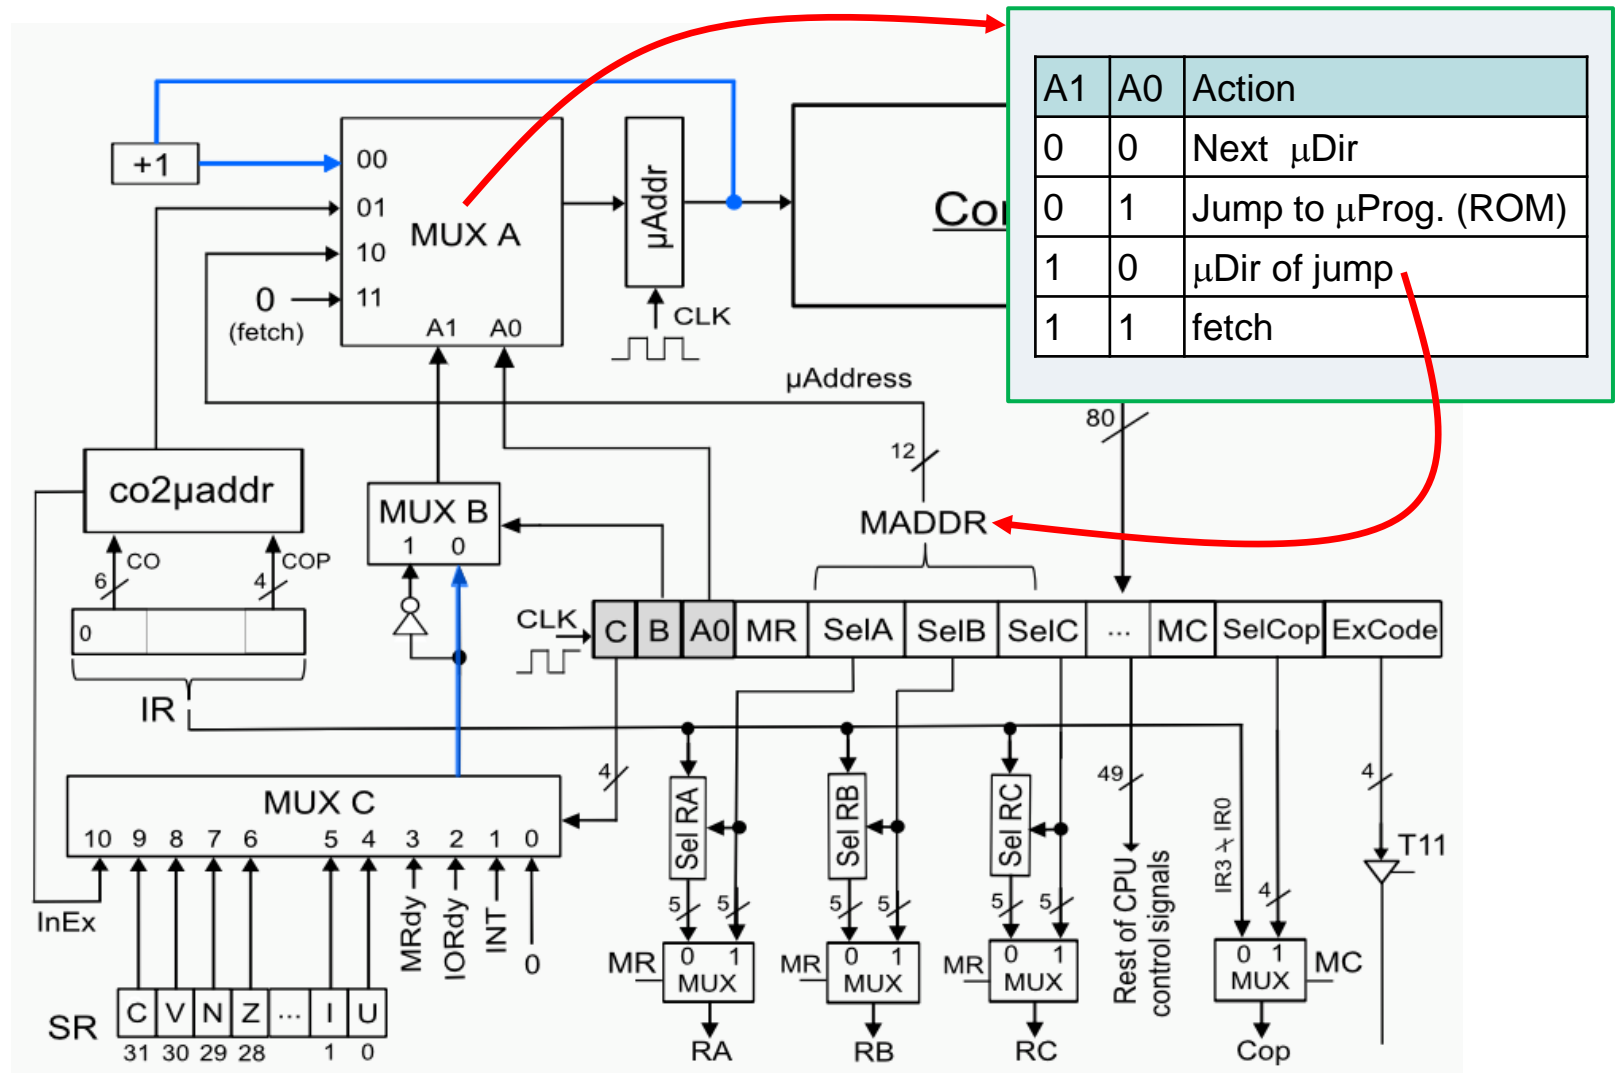 A1 A0 Action
0 0 Next μDir
0 1 Jump to μProg. (ROM)
1 0 μDir of jump
1 1 fetch
+1
00
01
10
11
MUX A
A1 A0
0
(fetch)
μAddr
CLK
μAddress
12
80
co2μaddr
CO
COP
6
4
0
IR
MUX B
1 0
MADDR
CLK
C B A0 MR SelA SelB SelC ... MC SelCop ExCode
MUX C
10 9 8 7 6 5 4 3 2 1 0
4
InEx
MRdy
IORdy
INT
0
SR
C V N Z ... I U
31 30 29 28 1 0
Sel RA
Sel RB
Sel RC
5 5
5 5
5 5
MR 0 1 MUX
MR 0 1 MUX
MR 0 1 MUX
RA
RB
RC
49
Rest of CPU
control signals
IR3
IR0
4
0 1 MUX MC
Cop
4
T11